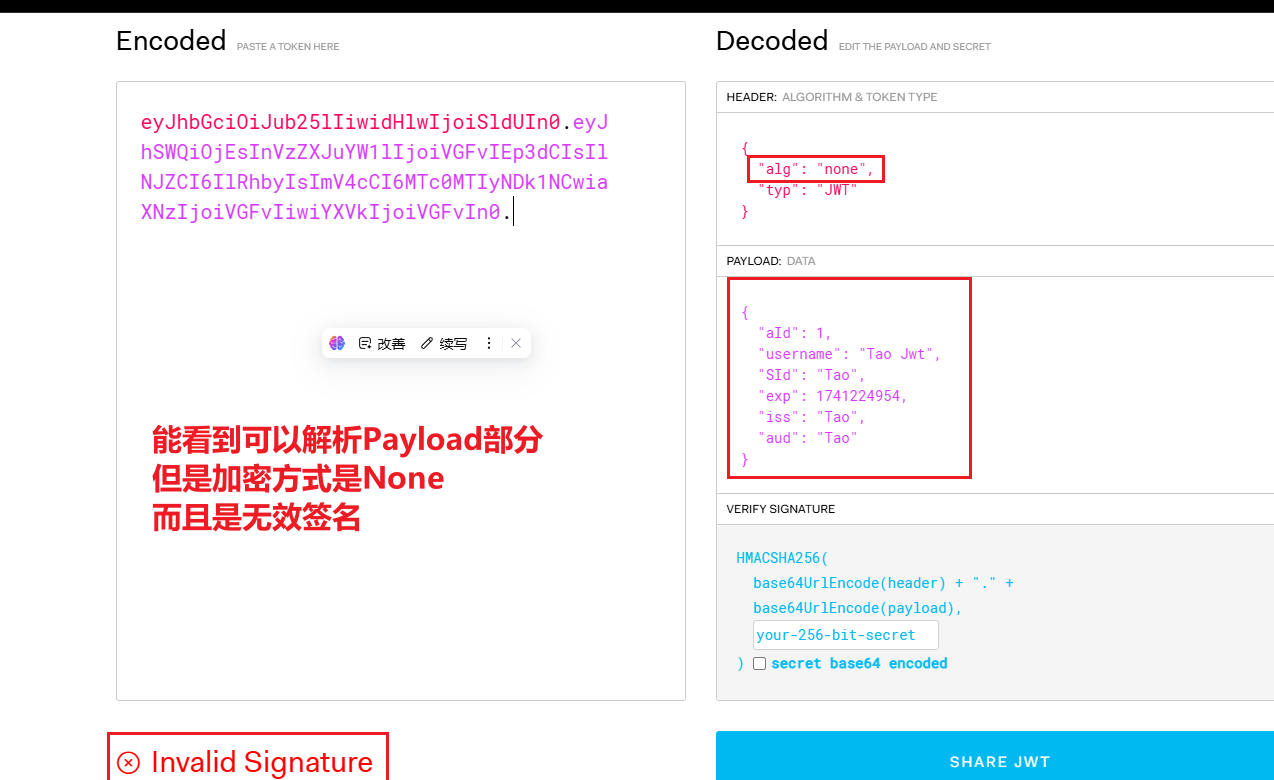 Encoded PASTE A TOKEN HERE
eyJhbGciOiJub25lIiwidHlwIjoiSldUIn0.eyJ
hSWQiOjEsInVzZXJuYW1lIjoiVGFvIEp3dCIsIl
NJZCI6IlRhbyIsImV4cCI6MTc0MTIyNDk1NCwia
XNzIjoiVGFvIiwiYXVkIjoiVGFvIn0.
改善 续写
能看到可以解析Payload部分
但是加密方式是None
而且是无效签名
Invalid Signature
Decoded EDIT THE PAYLOAD AND SECRET
HEADER: ALGORITHM & TOKEN TYPE
{
"alg": "none",
"typ": "JWT"
}
PAYLOAD: DATA
{
"aId": 1,
"username": "Tao Jwt",
"SId": "Tao",
"exp": 1741224954,
"iss": "Tao",
"aud": "Tao"
}
VERIFY SIGNATURE
HMACSHA256(
base64UrlEncode(header) + "." +
base64UrlEncode(payload),
your-256-bit-secret
) secret base64 encoded
SHARE JWT